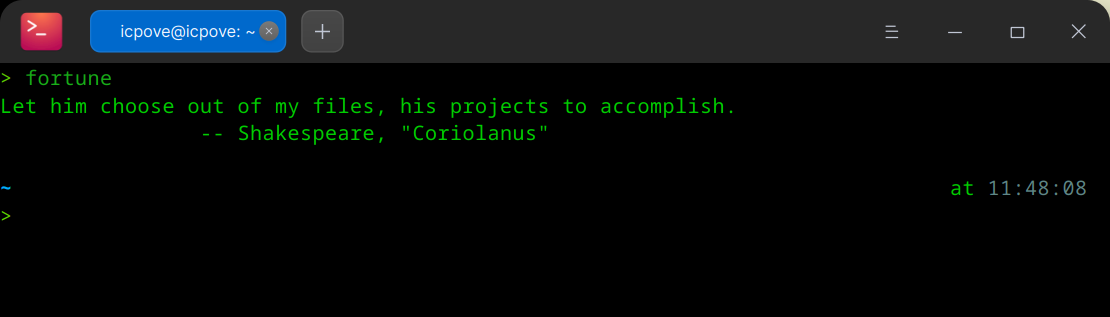 icpove@icpove: ~
> fortune
Let him choose out of my files, his projects to accomplish.
-- Shakespeare, "Coriolanus"
~ at 11:48:08
>